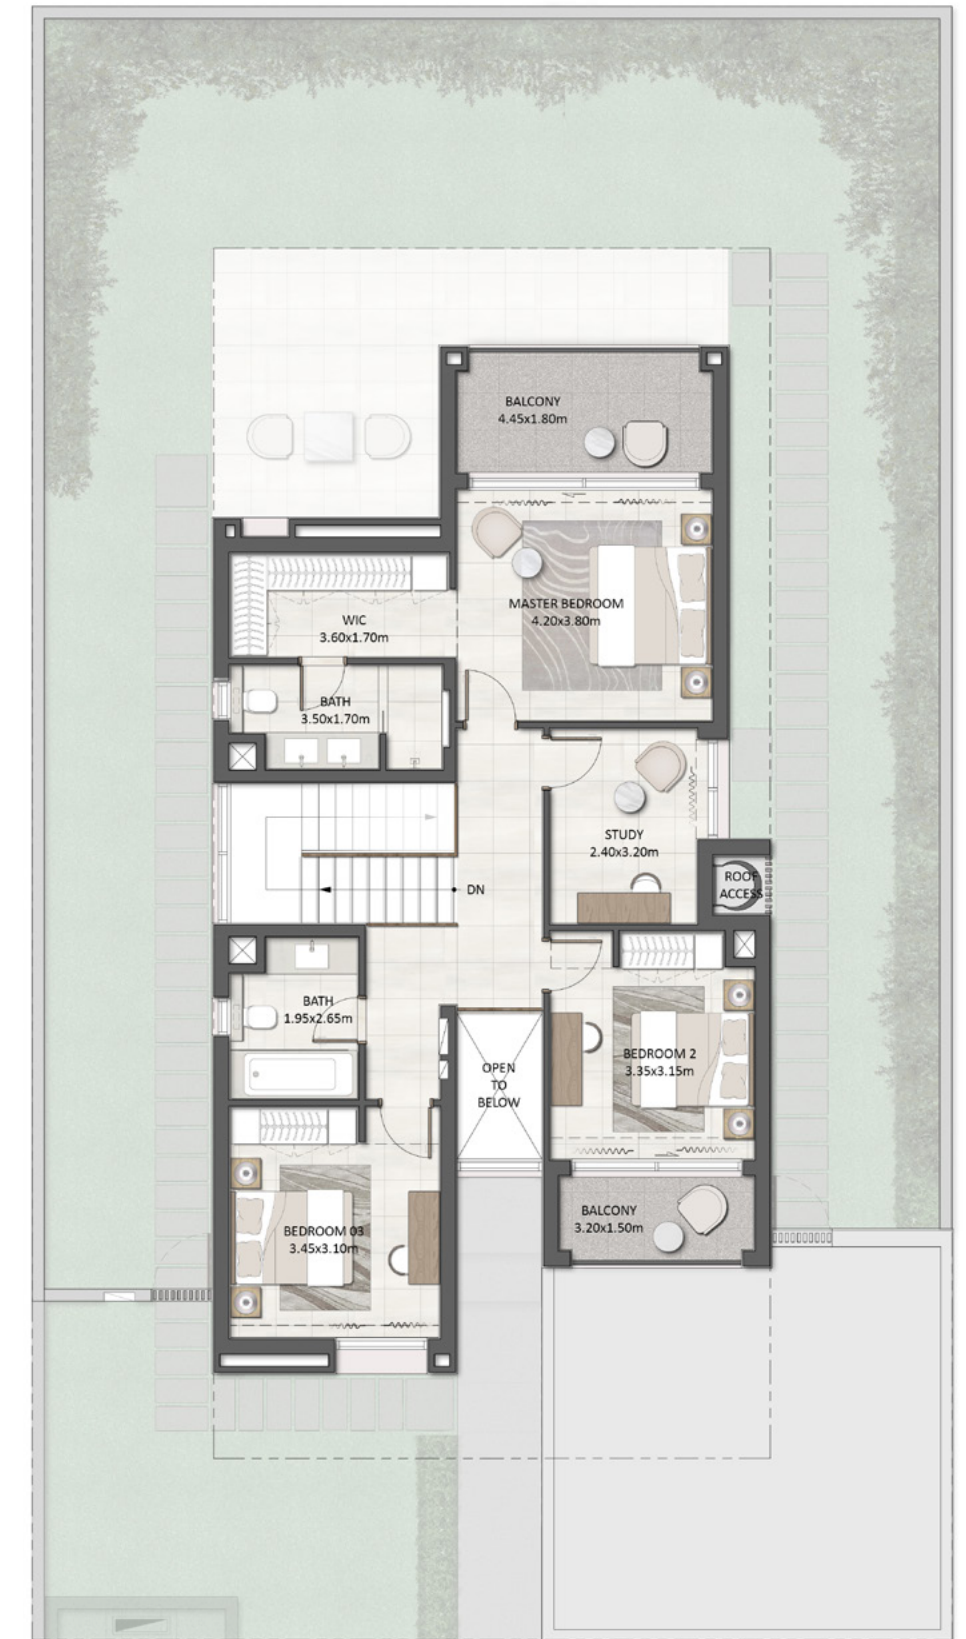 BALCONY
4.45x1.80m
MASTER BEDROOM
4.20x3.80m
WIC
3.60x1.70m
BATH
3.50x1.70m
STUDY
2.40x3.20m
ROOF
ACCESS
DN
BATH
1.95x2.65m
OPEN
TO
BELOW
BEDROOM 2
3.35x3.15m
BEDROOM 03
3.45x3.10m
BALCONY
3.20x1.50m